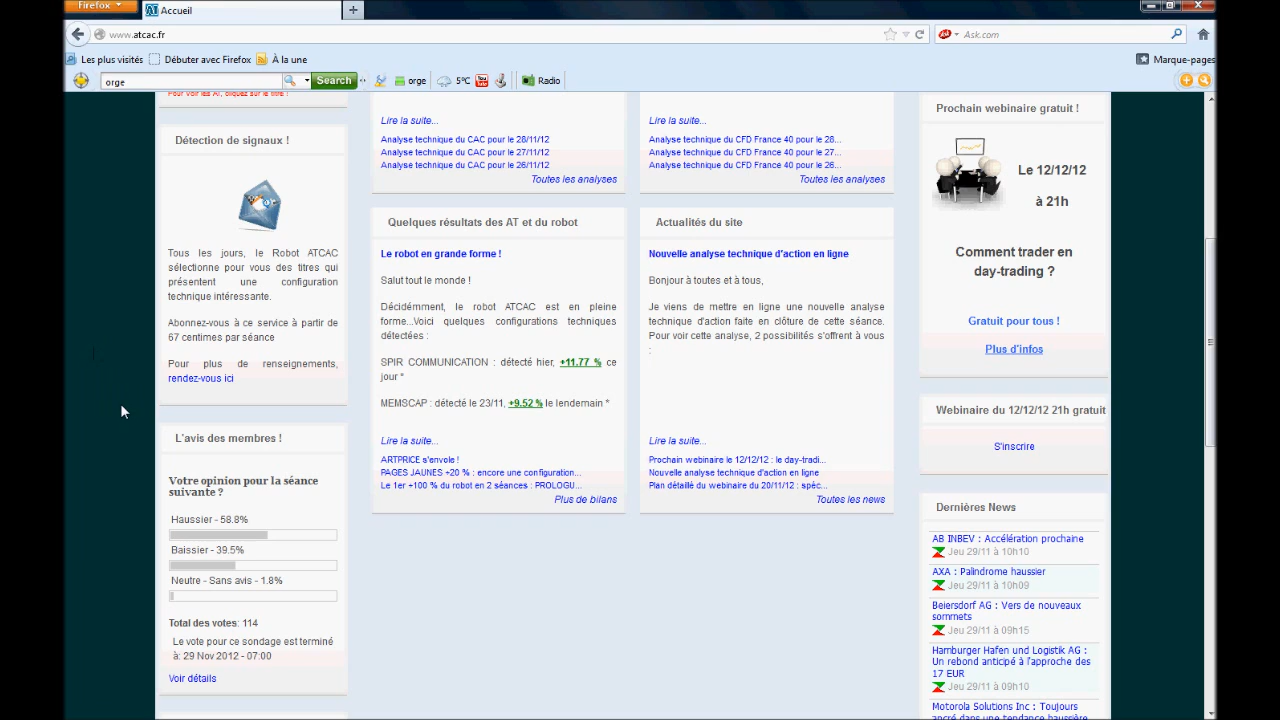 Firefox
Accueil
www.atcac.fr
Ask.com
Les plus visités
Débuter avec Firefox
À la une
Marque-pages
orge
Search
orge
5°C
You Tube
Radio
Pour voir les AT, cliquez sur le titre !
Détection de signaux !
Tous les jours, le Robot ATCAC
sélectionne pour vous des titres qui
présentent une configuration
technique intéressante.
Abonnez-vous à ce service à partir de
67 centimes par séance
Pour plus de renseignements,
rendez-vous ici
L'avis des membres !
Votre opinion pour la séance
suivante ?
Haussier - 58.8%
Baissier - 39.5%
Neutre - Sans avis - 1.8%
Total des votes: 114
Le vote pour ce sondage est terminé
à: 29 Nov 2012 - 07:00
Voir détails
Lire la suite...
Analyse technique du CAC pour le 28/11/12
Analyse technique du CAC pour le 27/11/12
Analyse technique du CAC pour le 26/11/12
Toutes les analyses
Lire la suite...
Analyse technique du CFD France 40 pour le 28...
Analyse technique du CFD France 40 pour le 27...
Analyse technique du CFD France 40 pour le 26...
Toutes les analyses
Quelques résultats des AT et du robot
Le robot en grande forme !
Salut tout le monde !
Décidémment, le robot ATCAC est en pleine
forme...Voici quelques configurations techniques
détectées :
SPIR COMMUNICATION : détecté hier, +11.77 % ce
jour *
MEMSCAP : détecté le 23/11, +9.52 % le lendemain *
Lire la suite...
ARTPRICE s'envole !
PAGES JAUNES +20 % : encore une configuration...
Le 1er +100 % du robot en 2 séances : PROLOGU...
Plus de bilans
Actualités du site
Nouvelle analyse technique d'action en ligne
Bonjour à toutes et à tous,
Je viens de mettre en ligne une nouvelle analyse
technique d'action faite en clôture de cette séance.
Pour voir cette analyse, 2 possibilités s'offrent à vous
:
Lire la suite...
Prochain webinaire le 12/12/12 : le day-tradi...
Nouvelle analyse technique d'action en ligne
Plan détaillé du webinaire du 20/11/12 : spéc...
Toutes les news
Prochain webinaire gratuit !
Le 12/12/12
à 21h
Comment trader en
day-trading ?
Gratuit pour tous !
Plus d'infos
Webinaire du 12/12/12 21h gratuit
S'inscrire
Dernières News
AB INBEV : Accélération prochaine
Jeu 29/11 à 10h10
AXA : Palindrome haussier
Jeu 29/11 à 10h09
Beiersdorf AG : Vers de nouveaux
sommets
Jeu 29/11 à 09h15
Hamburger Hafen und Logistik AG :
Un rebond anticipé à l'approche des
17 EUR
Jeu 29/11 à 09h10
Motorola Solutions Inc : Toujours
ancré dans une tendance haussière